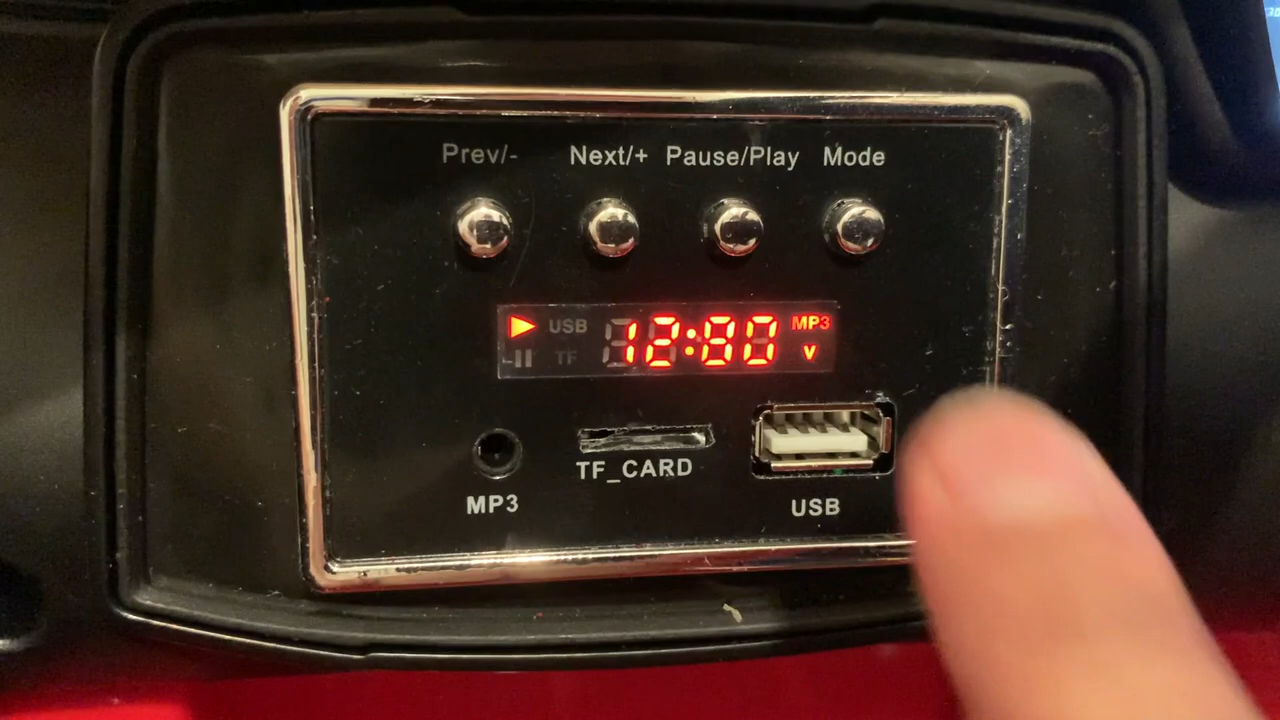 Prev/- Next/+ Pause/Play Mode
USB 12:80 MP3
TF V
TF_CARD
MP3 USB